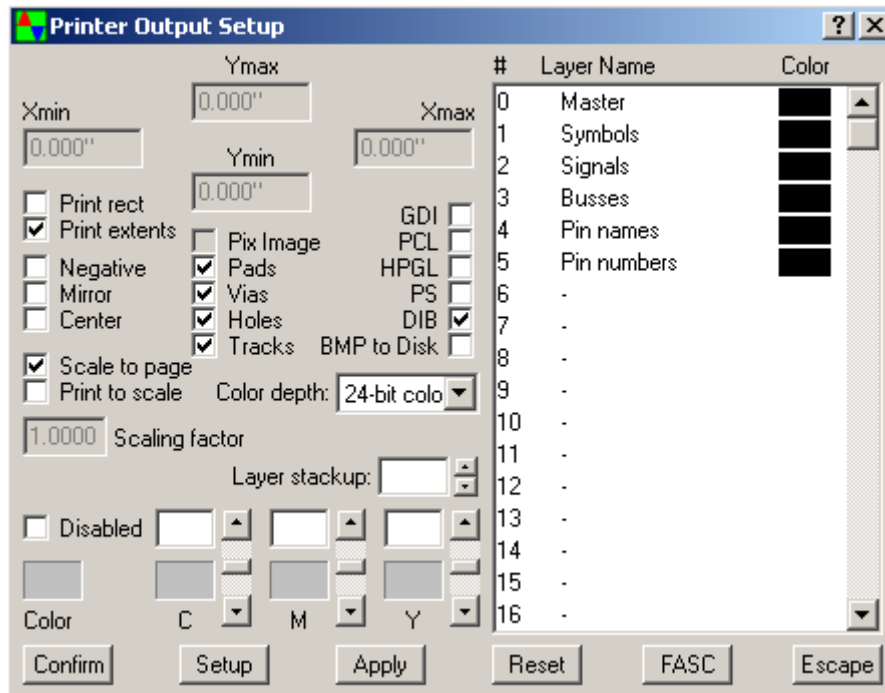 Printer Output Setup
Ymax
0.000"
Xmin
0.000"
Xmax
0.000"
Ymin
0.000"
Print rect
Print extents
Negative
Mirror
Center
Pix Image
Pads
Vias
Holes
Tracks
GDI
PCL
HPGL
PS
DIB
BMP to Disk
Scale to page
Print to scale
Color depth: 24-bit colo
1.0000 Scaling factor
Layer stackup:
Disabled
Color C M Y
# Layer Name Color
0 Master
1 Symbols
2 Signals
3 Busses
4 Pin names
5 Pin numbers
6 -
7 -
8 -
9 -
10 -
11 -
12 -
13 -
14 -
15 -
16 -
Confirm Setup Apply Reset FASC Escape